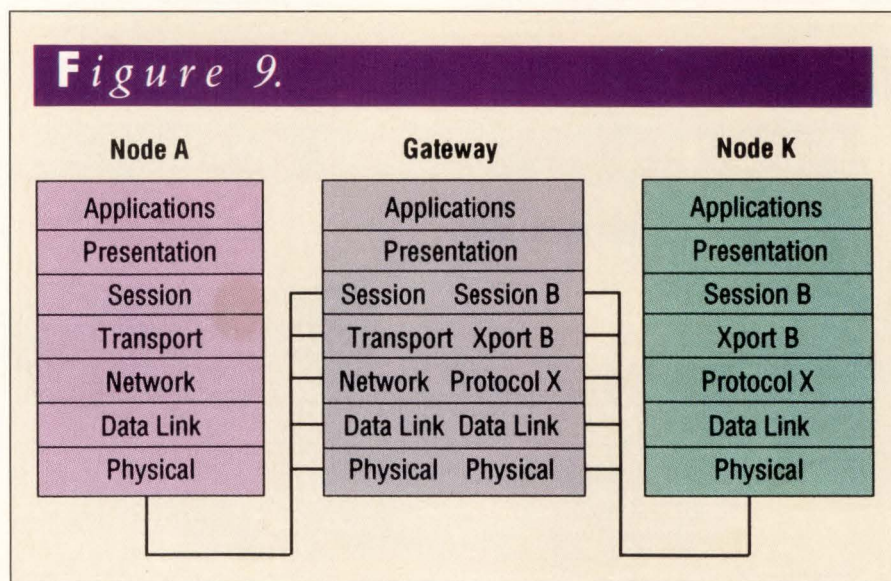 Figure 9.
Node A
Applications
Presentation
Session
Transport
Network
Data Link
Physical
Gateway
Applications
Presentation
Session Session B
Transport Xport B
Network Protocol X
Data Link Data Link
Physical Physical
Node K
Applications
Presentation
Session B
Xport B
Protocol X
Data Link
Physical